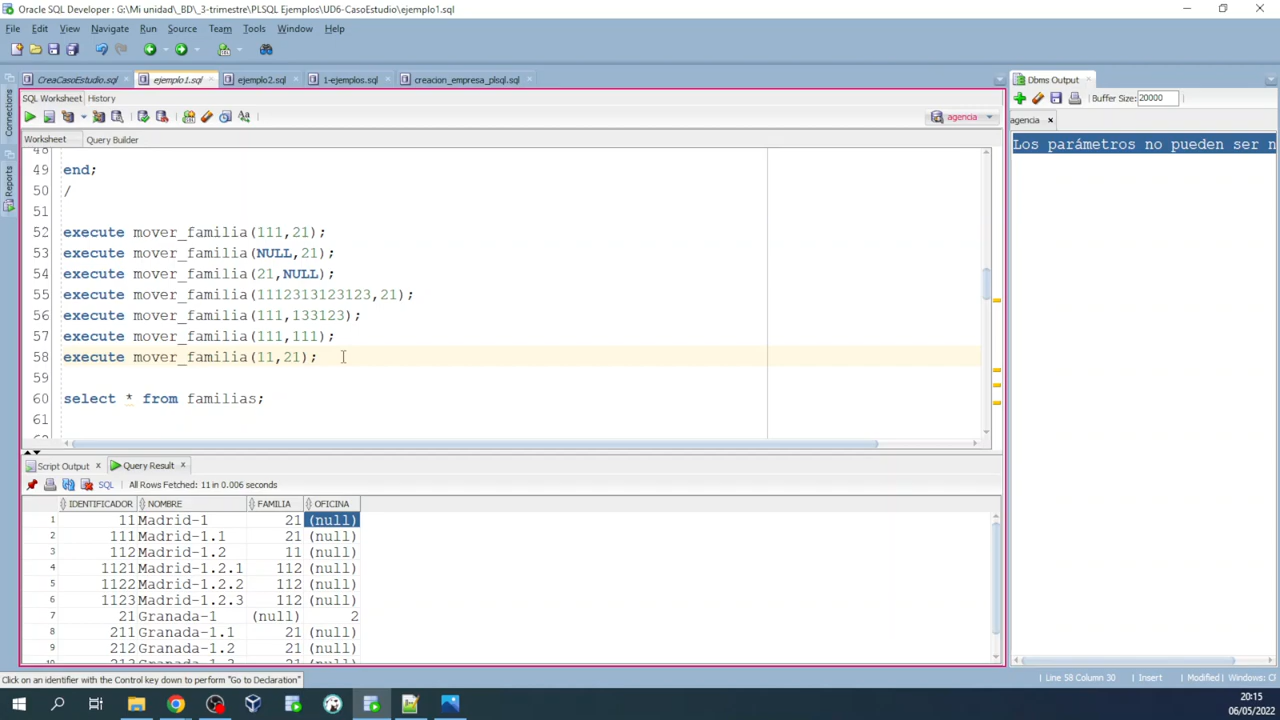 Oracle SQL Developer : G:\Mi unidad\_BD\_3-trimestre\PLSQL Ejemplos\UD6-CasoEstudio\ejemplo1.sql
File Edit View Navigate Run Source Team Tools Window Help
CreaCasoEstudio.sql ejemplo1.sql ejemplo2.sql 1-ejemplos.sql creacion_empresa_plsql.sql
Dbms Output
SQL Worksheet History
Buffer Size: 20000
agencia
agencia
Connections
Reports
Worksheet Query Builder
Los parámetros no pueden ser n
48
49 end;
50 /
51
52 execute mover_familia(111,21);
53 execute mover_familia(NULL,21);
54 execute mover_familia(21,NULL);
55 execute mover_familia(1112313123123,21);
56 execute mover_familia(111,133123);
57 execute mover_familia(111,111);
58 execute mover_familia(11,21);
59
60 select * from familias;
61
Script Output Query Result
SQL All Rows Fetched: 11 in 0.006 seconds
IDENTIFICADOR NOMBRE FAMILIA OFICINA
1 11 Madrid-1 21 (null)
2 111 Madrid-1.1 21 (null)
3 112 Madrid-1.2 11 (null)
4 1121 Madrid-1.2.1 112 (null)
5 1122 Madrid-1.2.2 112 (null)
6 1123 Madrid-1.2.3 112 (null)
7 21 Granada-1 (null) 2
8 211 Granada-1.1 21 (null)
9 212 Granada-1.2 21 (null)
Click on an identifier with the Control key down to perform "Go to Declaration"
Line 58 Column 30 Insert Modified Windows: CF
20:15
06/05/2022